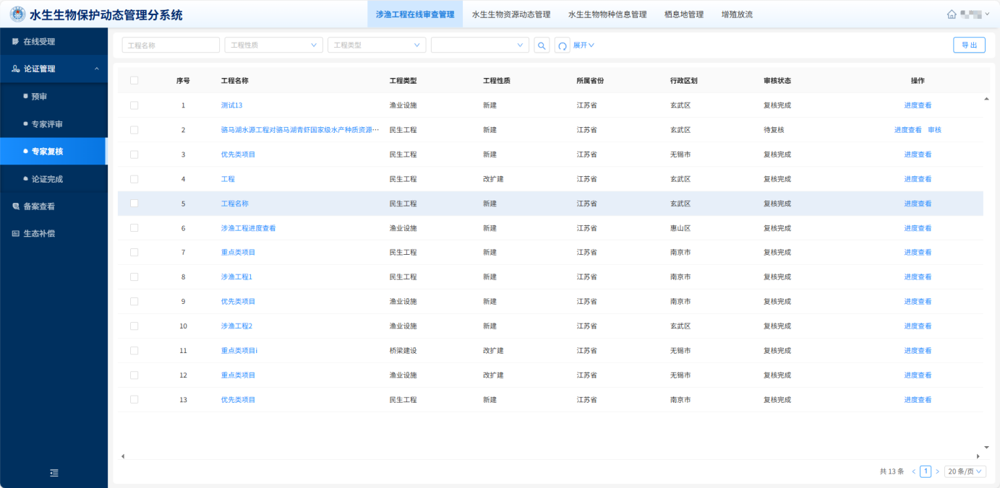 水生生物保护动态管理分系统
涉渔工程在线审查管理 水生生物资源动态管理 水生生物物种信息管理 栖息地管理 增殖放流
在线受理
论证管理
预审
专家评审
专家复核
论证完成
备案查看
生态补偿
工程名称 工程性质 工程类型 展开 导出
序号 工程名称 工程类型 工程性质 所属省份 行政区划 审核状态 操作
1 测试13 渔业设施 新建 江苏省 玄武区 复核完成 进度查看
2 骆马湖水源工程对骆马湖青虾国家级水产种质资源… 民生工程 新建 江苏省 玄武区 待复核 进度查看 审核
3 优先类项目 民生工程 新建 江苏省 无锡市 复核完成 进度查看
4 工程 民生工程 改扩建 江苏省 玄武区 复核完成 进度查看
5 工程名称 民生工程 新建 江苏省 玄武区 复核完成 进度查看
6 涉渔工程进度查看 渔业设施 新建 江苏省 惠山区 复核完成 进度查看
7 重点类项目 民生工程 新建 江苏省 南京市 复核完成 进度查看
8 涉渔工程1 民生工程 新建 江苏省 南京市 复核完成 进度查看
9 优先类项目 渔业设施 新建 江苏省 南京市 复核完成 进度查看
10 涉渔工程2 渔业设施 新建 江苏省 玄武区 复核完成 进度查看
11 重点类项目i 桥梁建设 改扩建 江苏省 无锡市 复核完成 进度查看
12 重点类项目 渔业设施 改扩建 江苏省 无锡市 复核完成 进度查看
13 优先类项目 民生工程 新建 江苏省 南京市 复核完成 进度查看
共 13 条 < 1 > 20 条/页